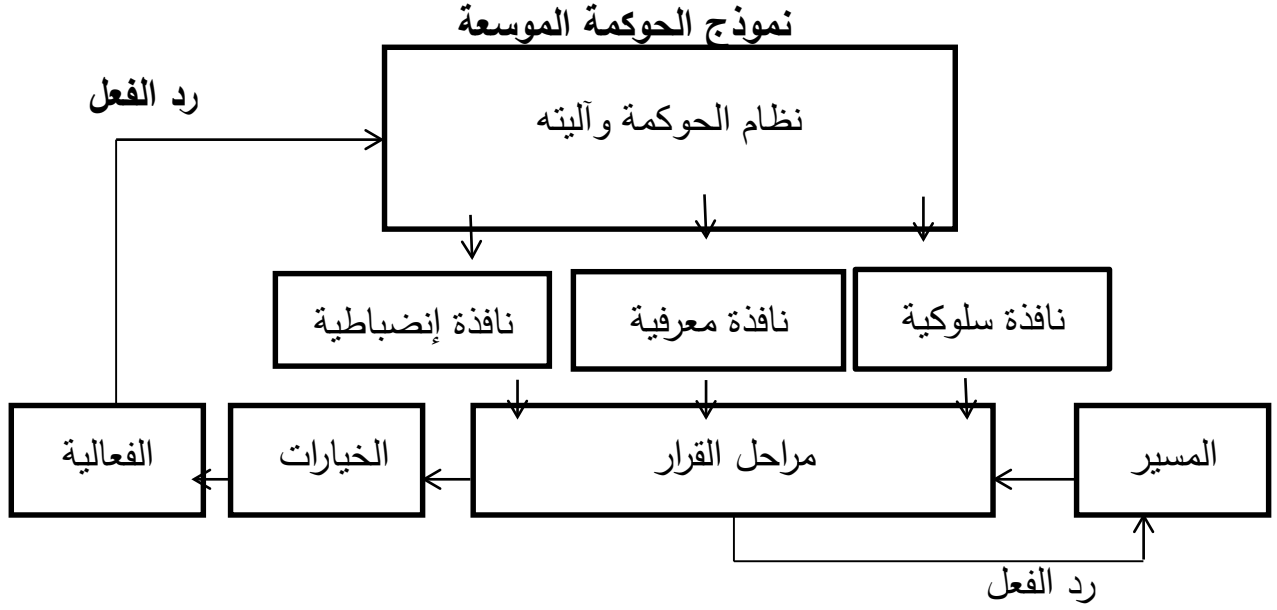 نموذج الحوكمة الموسعة
رد الفعل
نظام الحوكمة وآليته
نافذة سلوكية
نافذة معرفية
نافذة إنضباطية
المسير
مراحل القرار
الخيارات
الفعالية
رد الفعل